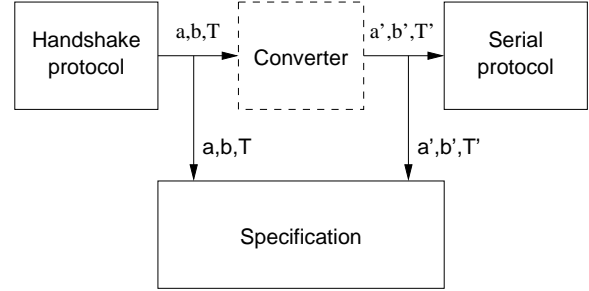 Handshake
protocol
a,b,T
Converter
a’,b’,T’
Serial
protocol
a,b,T
a’,b’,T’
Specification